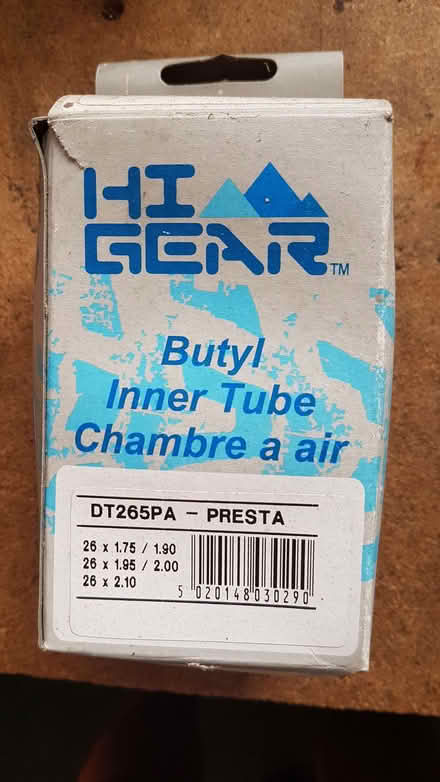 HI
GEAR™
Butyl
Inner Tube
Chambre a air
DT265PA - PRESTA
26 x 1.75 / 1.90
26 x 1.95 / 2.00
26 x 2.10
5 020148 030290